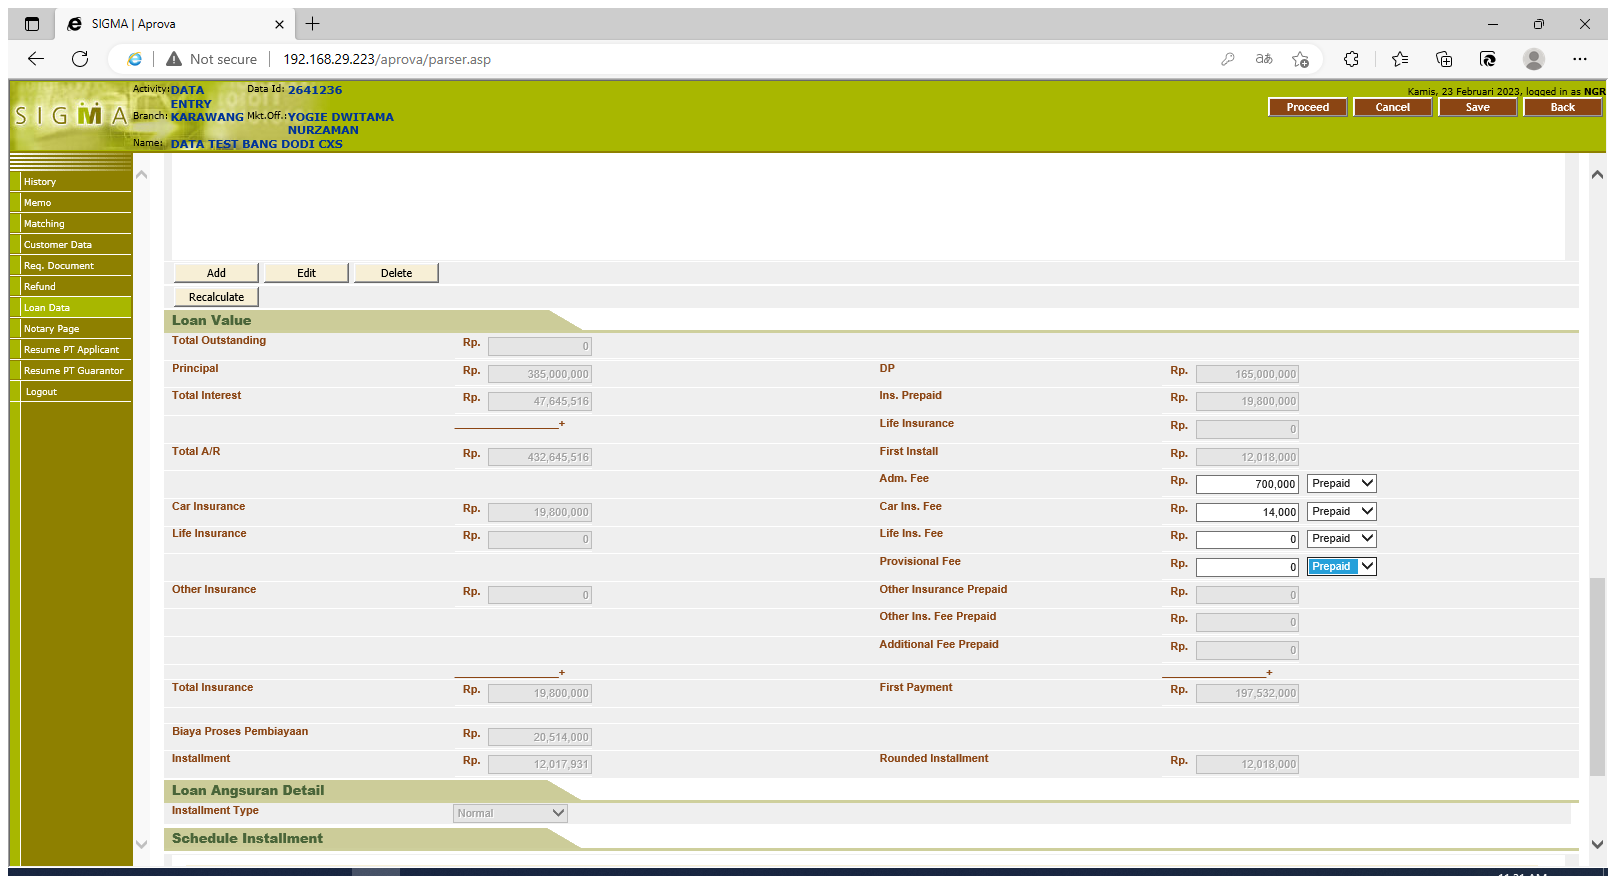 SIGMA | Aprova
Not secure
192.168.29.223/aprova/parser.asp
Kamis, 23 Februari 2023, logged in as NGR
SIGMA
Activity: DATA ENTRY Data Id: 2641236
Branch: KARAWANG Mkt.Off.: YOGIE DWITAMA NURZAMAN
Name: DATA TEST BANG DODI CXS
Proceed Cancel Save Back
History
Memo
Matching
Customer Data
Req. Document
Refund
Loan Data
Notary Page
Resume PT Applicant
Resume PT Guarantor
Logout
Add Edit Delete
Recalculate
Loan Value
Total Outstanding Rp. 0
Principal Rp. 385,000,000 DP Rp. 165,000,000
Total Interest Rp. 47,645,516 Ins. Prepaid Rp. 19,800,000
+ Life Insurance Rp. 0
Total A/R Rp. 432,645,516 First Install Rp. 12,018,000
Adm. Fee Rp. 700,000 Prepaid
Car Insurance Rp. 19,800,000 Car Ins. Fee Rp. 14,000 Prepaid
Life Insurance Rp. 0 Life Ins. Fee Rp. 0 Prepaid
Provisional Fee Rp. 0 Prepaid
Other Insurance Rp. 0 Other Insurance Prepaid Rp. 0
Other Ins. Fee Prepaid Rp. 0
Additional Fee Prepaid Rp. 0
+ +
Total Insurance Rp. 19,800,000 First Payment Rp. 197,532,000
Biaya Proses Pembiayaan Rp. 20,514,000
Installment Rp. 12,017,931 Rounded Installment Rp. 12,018,000
Loan Angsuran Detail
Installment Type Normal
Schedule Installment